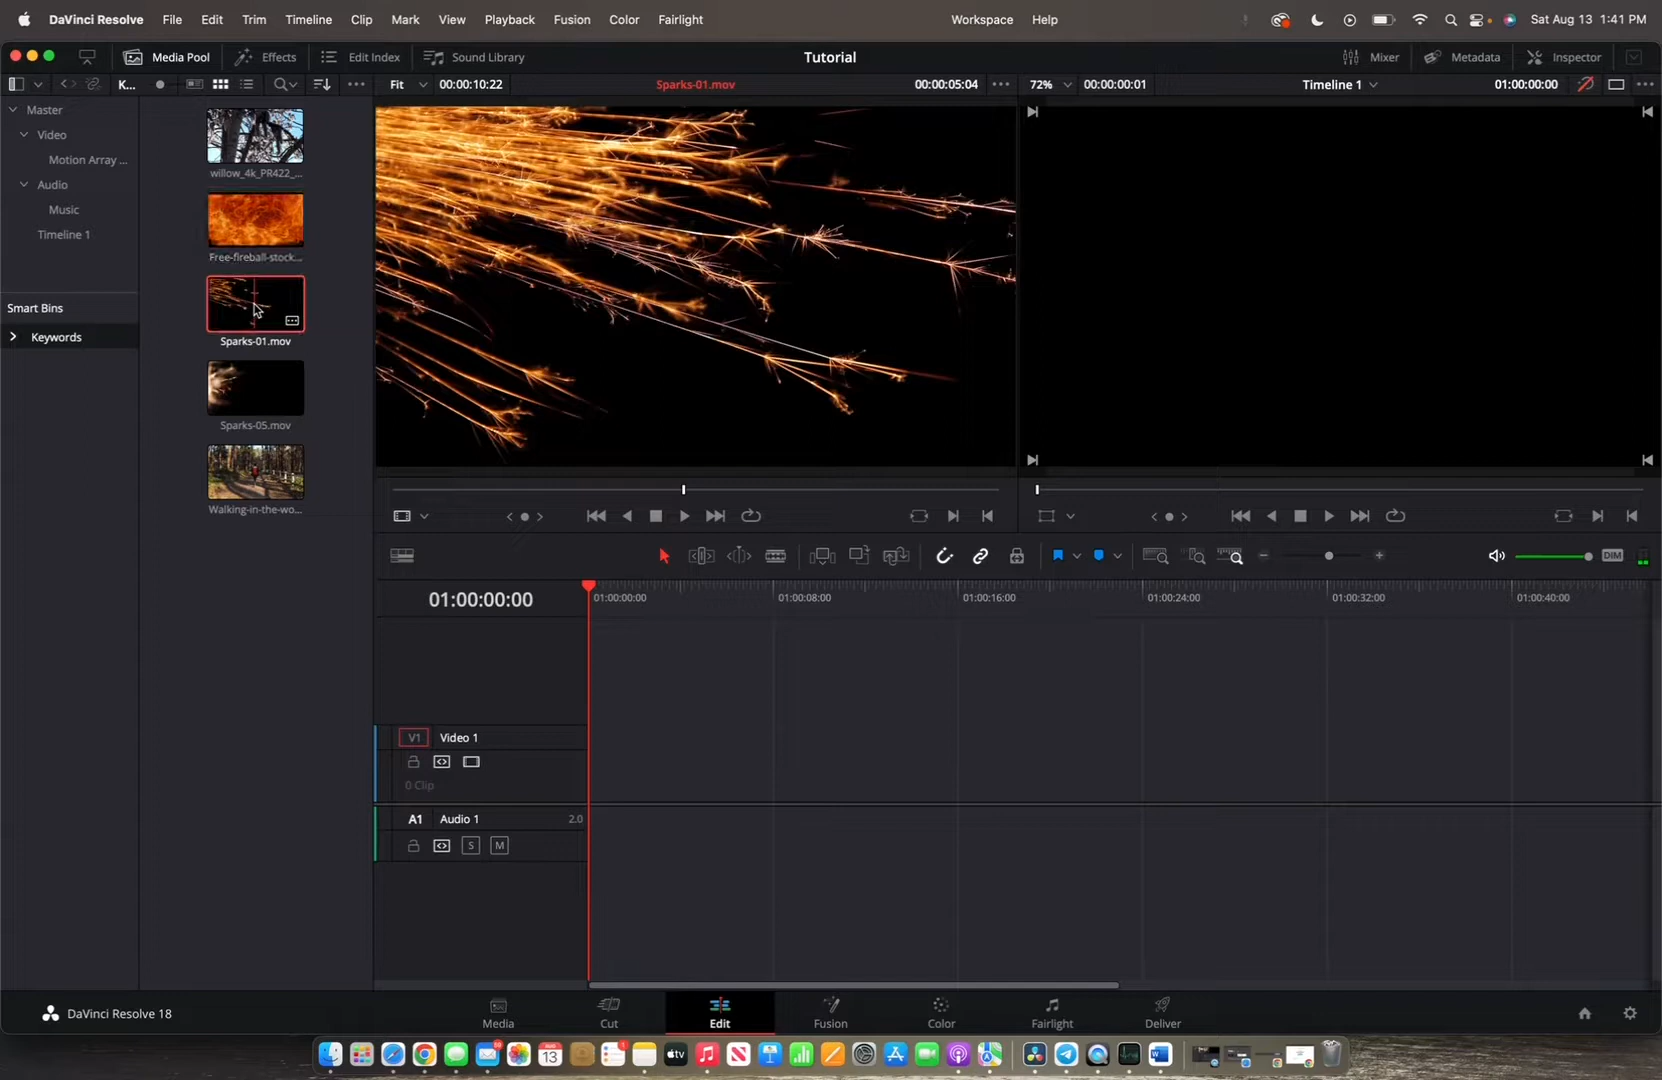 DaVinci Resolve File Edit Trim Timeline Clip Mark View Playback Fusion Color Fairlight Workspace Help Sat Aug 13 1:41 PM
Media Pool Effects Edit Index Sound Library Tutorial Mixer Metadata Inspector
K... Fit 00:00:10:22 Sparks-01.mov 00:00:05:04 72% 00:00:00:01 Timeline 1 01:00:00:00
Master
Video
Motion Array ...
Audio
Music
Timeline 1
Smart Bins
Keywords
willow_4k_PR422_...
Free-fireball-stock...
Sparks-01.mov
Sparks-05.mov
Walking-in-the-wo...
DIM
01:00:00:00
01:00:00:00 01:00:08:00 01:00:16:00 01:00:24:00 01:00:32:00 01:00:40:00
V1 Video 1
0 Clip
A1 Audio 1 2.0
S M
DaVinci Resolve 18
Media Cut Edit Fusion Color Fairlight Deliver
13
tv